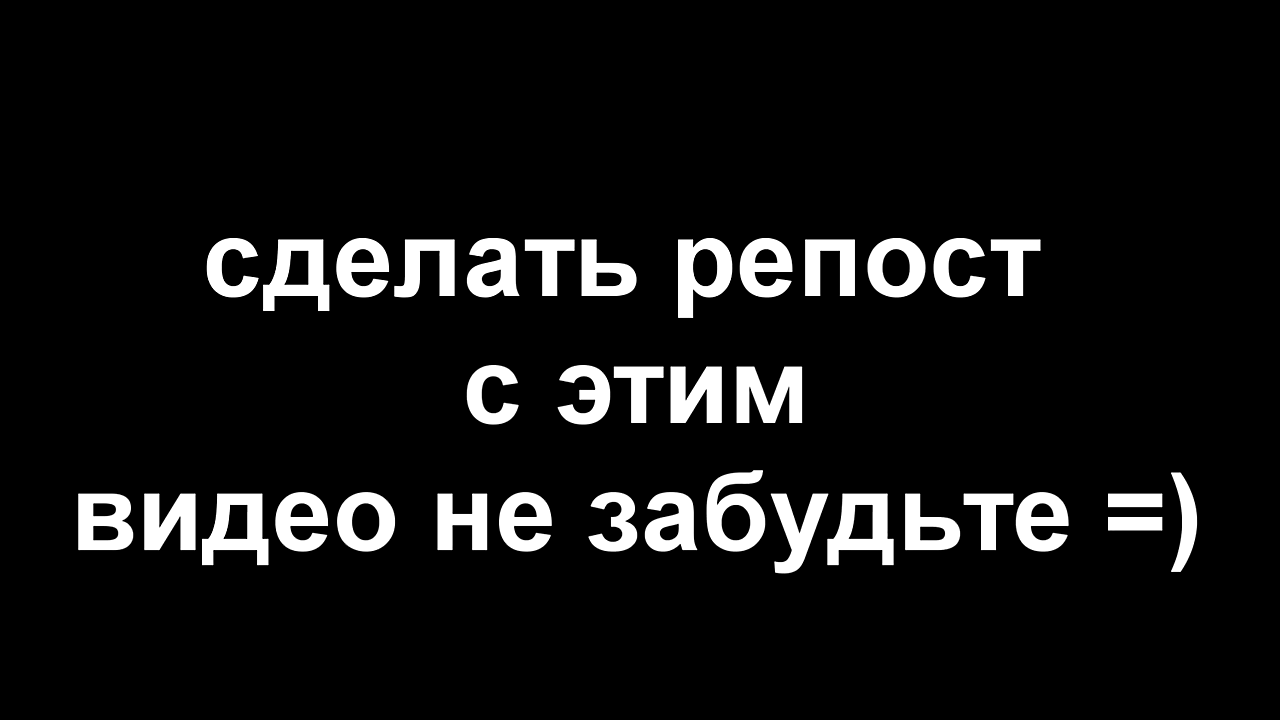 сделать репост
с этим
видео не забудьте =)